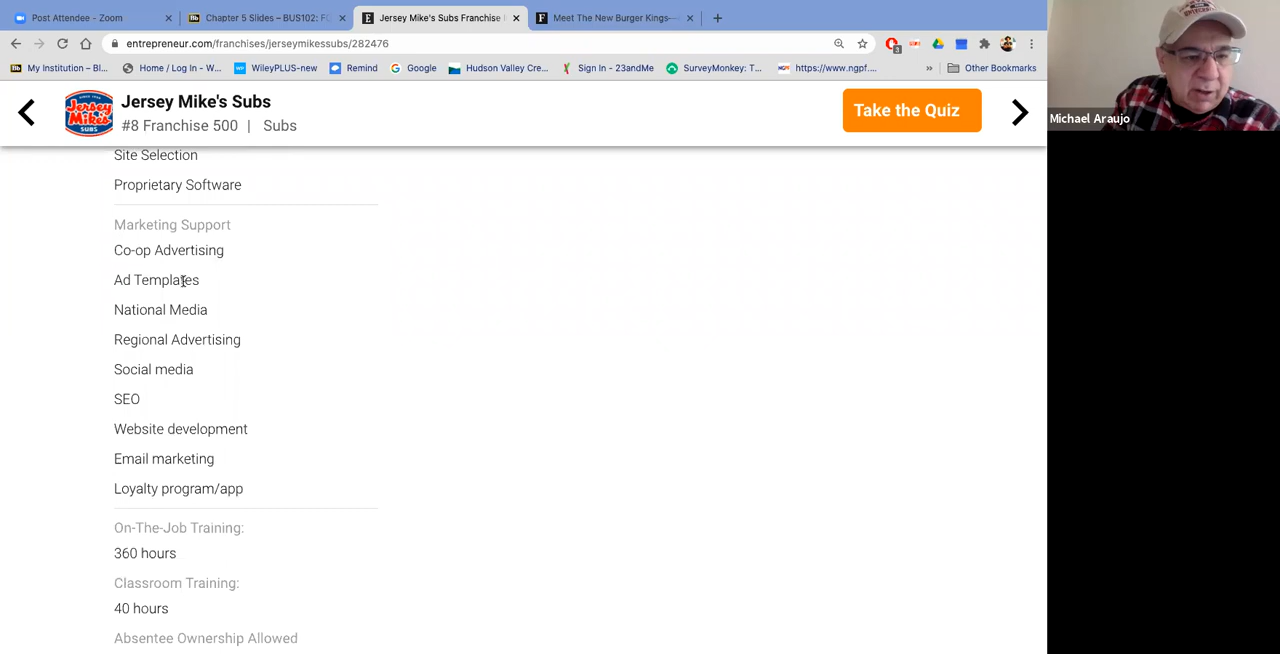 Post Attendee - Zoom
Chapter 5 Slides – BUS102: FO
Jersey Mike's Subs Franchise I
Meet The New Burger Kings—
entrepreneur.com/franchises/jerseymikessubs/282476
My Institution – Bl...
Home / Log In - W...
WileyPLUS-new
Remind
Google
Hudson Valley Cre...
Sign In - 23andMe
SurveyMonkey: T...
https://www.ngpf....
Other Bookmarks
Jersey Mike's SUBS
Jersey Mike's Subs
#8 Franchise 500 | Subs
Take the Quiz
Michael Araujo
Site Selection
Proprietary Software
Marketing Support
Co-op Advertising
Ad Templates
National Media
Regional Advertising
Social media
SEO
Website development
Email marketing
Loyalty program/app
On-The-Job Training:
360 hours
Classroom Training:
40 hours
Absentee Ownership Allowed